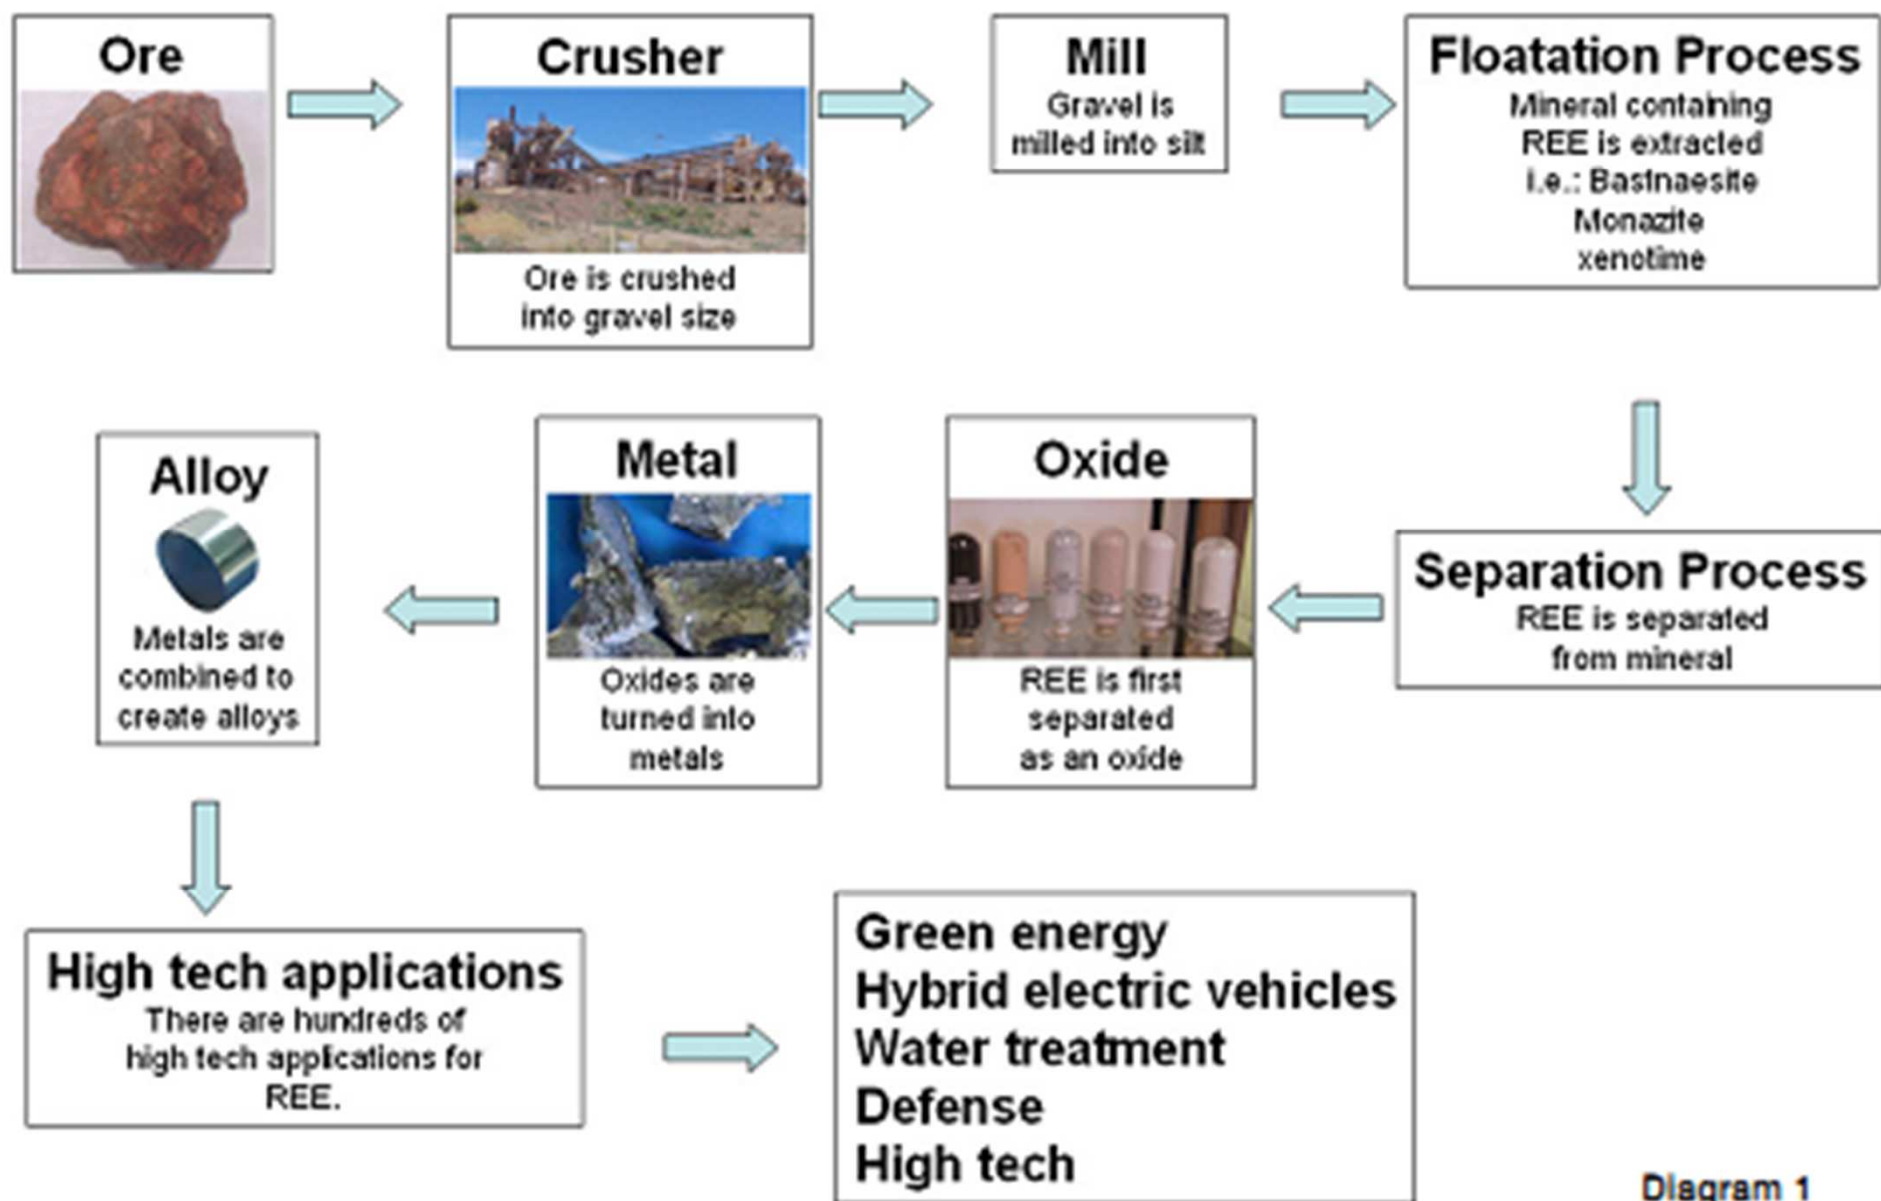 Ore
Crusher
Ore is crushed
into gravel size
Mill
Gravel is
milled into silt
Floatation Process
Mineral containing
REE is extracted
i.e.: Bastnaesite
Monazite
xenotime
Separation Process
REE is separated
from mineral
Oxide
REE is first
separated
as an oxide
Metal
Oxides are
turned into
metals
Alloy
Metals are
combined to
create alloys
High tech applications
There are hundreds of
high tech applications for
REE.
Green energy
Hybrid electric vehicles
Water treatment
Defense
High tech
Diagram 1